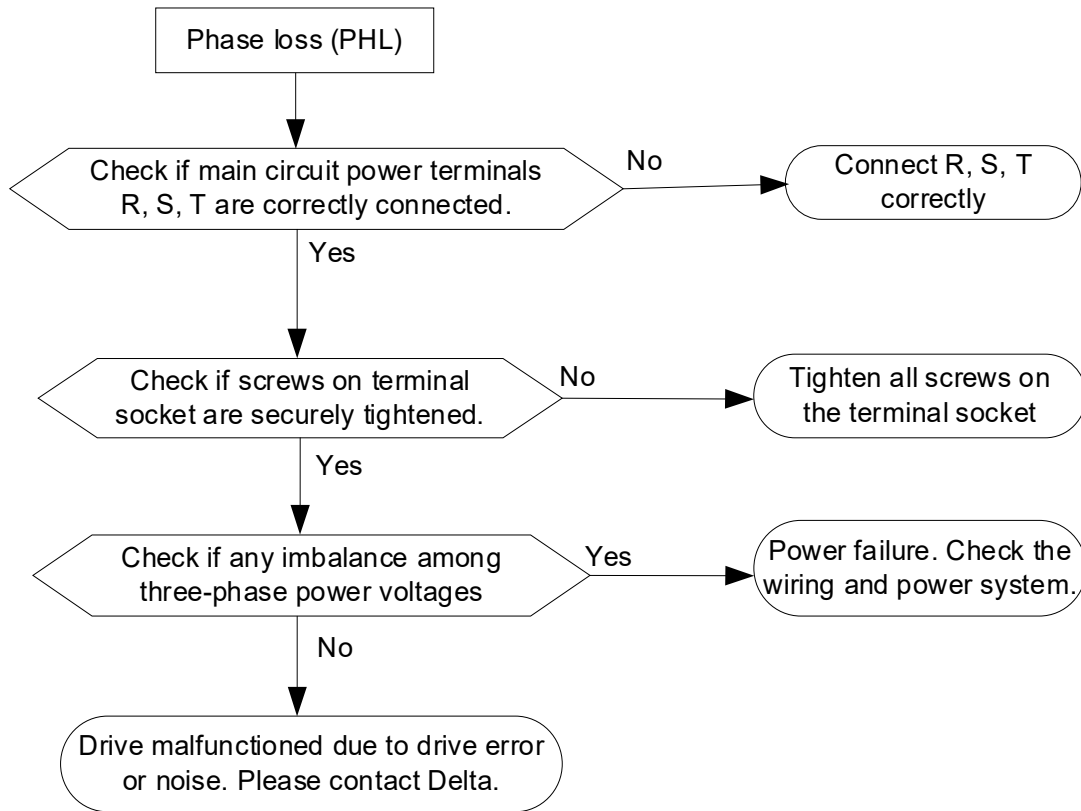 Phase loss (PHL)
Check if main circuit power terminals
R, S, T are correctly connected.
No
Connect R, S, T
correctly
Yes
Check if screws on terminal
socket are securely tightened.
No
Tighten all screws on
the terminal socket
Yes
Check if any imbalance among
three-phase power voltages
Yes
Power failure. Check the
wiring and power system.
No
Drive malfunctioned due to drive error
or noise. Please contact Delta.